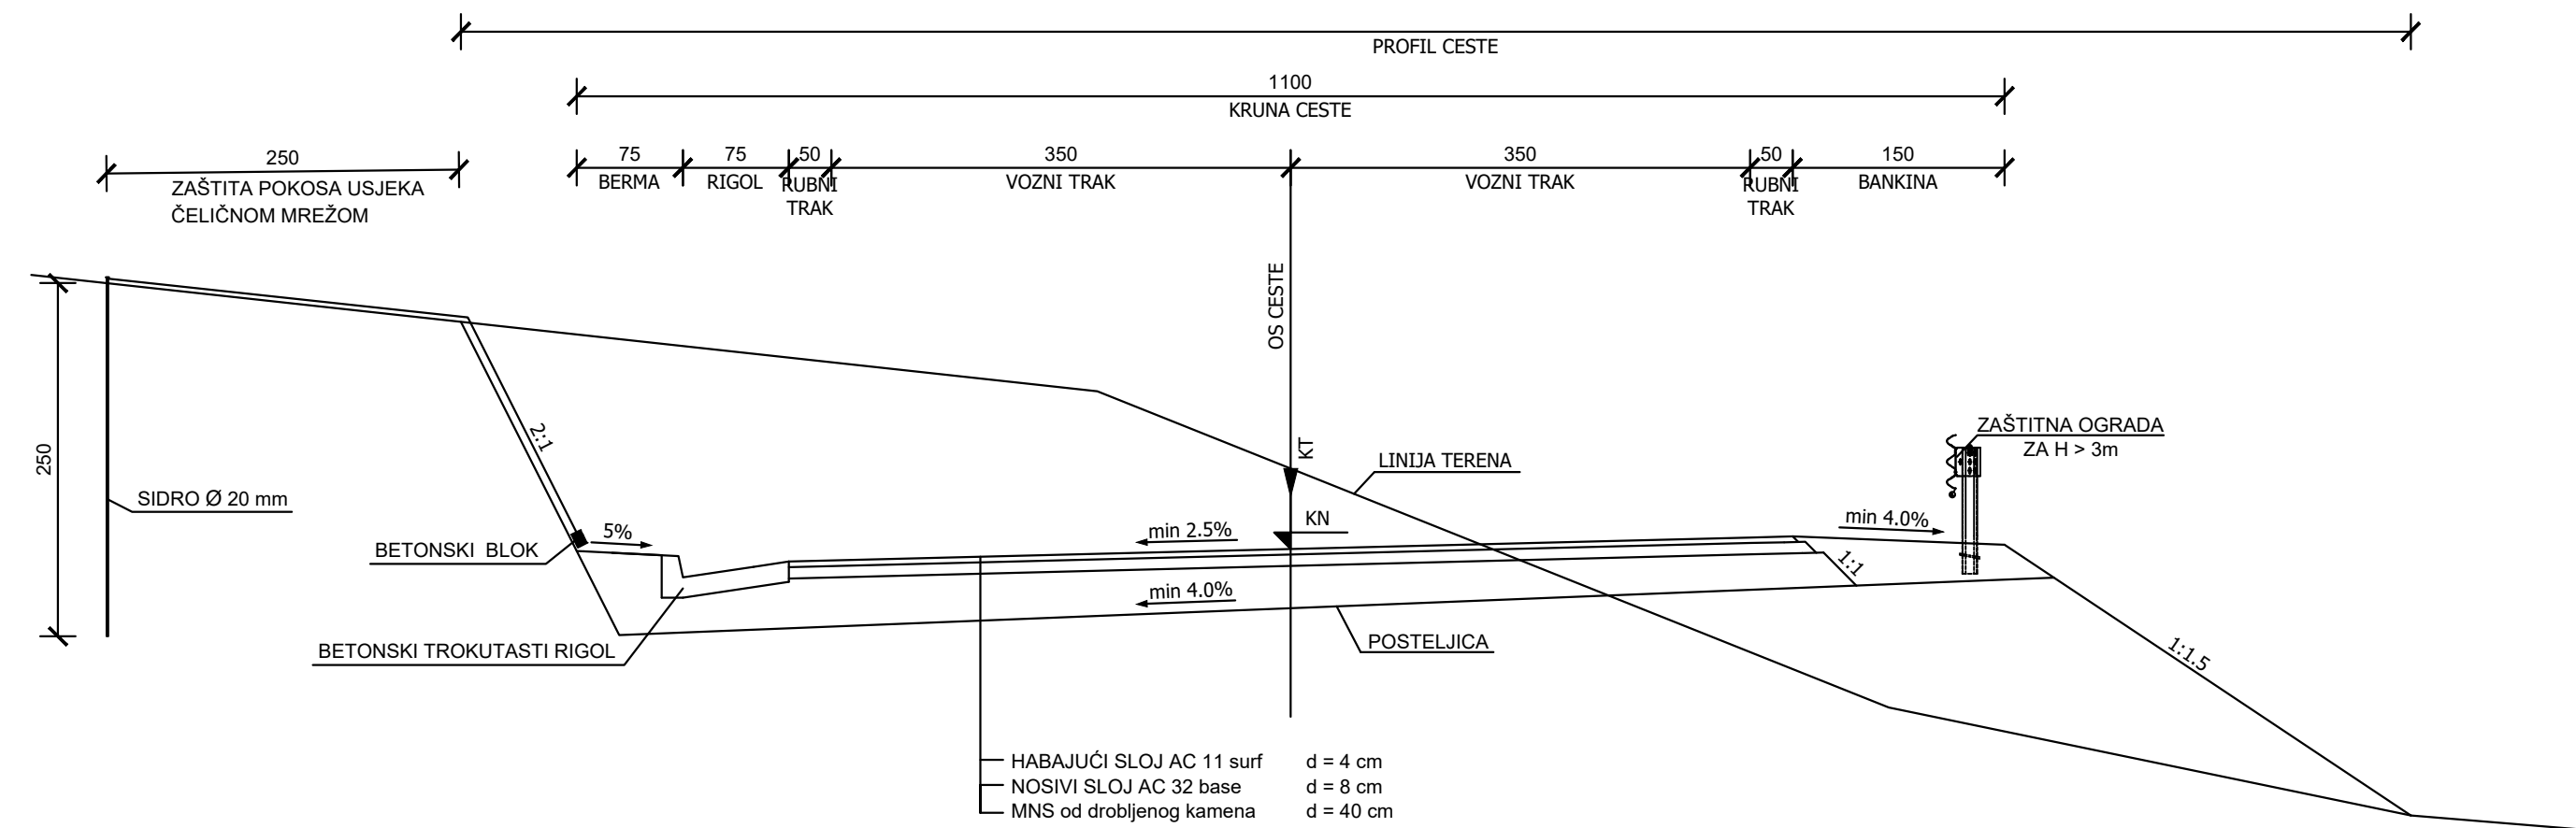 PROFIL CESTE
1100
KRUNA CESTE
250
75
75
50
350
350
50
150
ZAŠTITA POKOSA USJEKA
ČELIČNOM MREŽOM
BERMA
RIGOL
RUBNI
TRAK
VOZNI TRAK
VOZNI TRAK
RUBNI
TRAK
BANKINA
OS CESTE
KT
KN
2:1
250
SIDRO Ø 20 mm
LINIJA TERENA
ZAŠTITNA OGRADA
ZA H > 3m
BETONSKI BLOK
5%
min 2.5%
min 4.0%
1:1
min 4.0%
BETONSKI TROKUTASTI RIGOL
POSTELJICA
1:1.5
HABAJUĆI SLOJ AC 11 surf d = 4 cm
NOSIVI SLOJ AC 32 base d = 8 cm
MNS od drobljenog kamena d = 40 cm